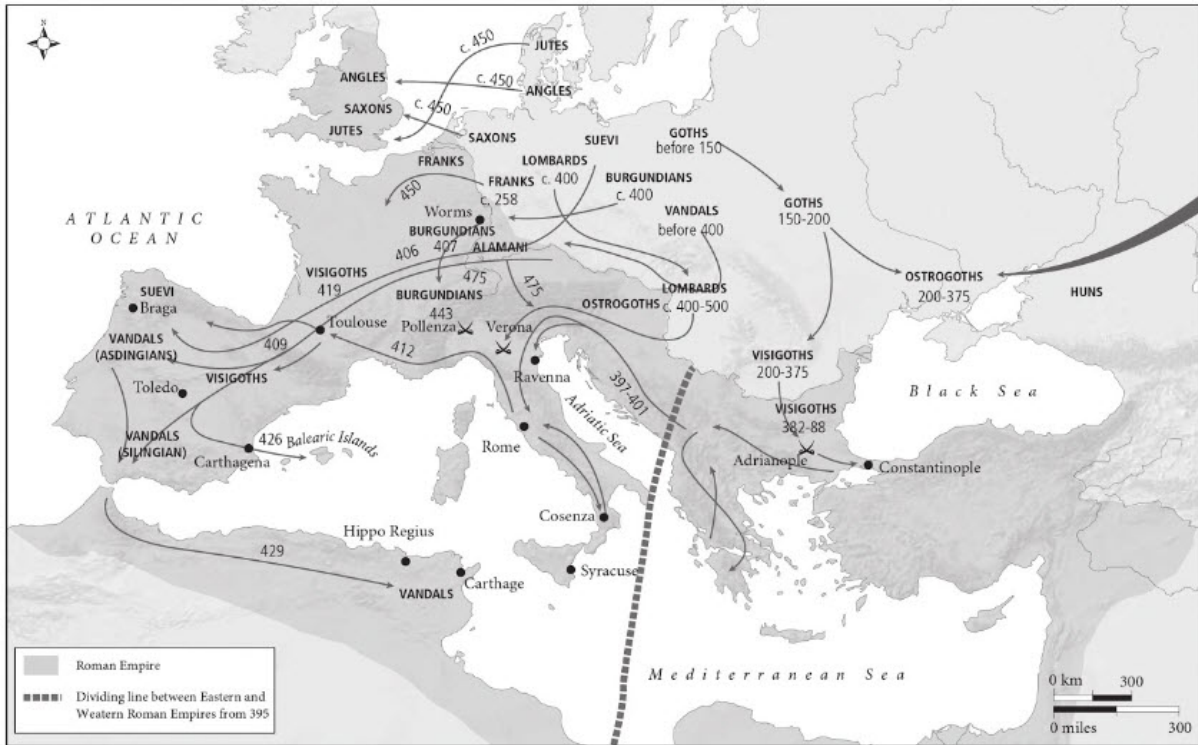 N
c. 450
JUTES
ANGLES
c. 450
ANGLES
SAXONS
c. 450
JUTES
SAXONS
SUEVI
GOTHS
before 150
FRANKS
LOMBARDS
c. 400
FRANKS
c. 258
450
BURGUNDIANS
c. 400
GOTHS
150-200
VANDALS
before 400
ATLANTIC
OCEAN
Worms
BURGUNDIANS
407
ALAMANI
406
475
475
VISIGOTHS
419
OSTROGOTHS
200-375
HUNS
SUEVI
Braga
BURGUNDIANS
443
OSTROGOTHS
LOMBARDS
c. 400-500
Toulouse
Pollenza
Verona
409
412
VANDALS
(ASDINGIANS)
VISIGOTHS
Toledo
Ravenna
397-401
VISIGOTHS
200-375
Black Sea
VISIGOTHS
382-88
Adriatic Sea
Rome
VANDALS
(SILINGIAN)
426
Balearic Islands
Carthagena
Adrianople
Constantinople
Cosenza
Hippo Regius
429
Carthage
Syracuse
VANDALS
Mediterranean Sea
Roman Empire
Dividing line between Eastern and
Weatern Roman Empires from 395
0 km 300
0 miles 300